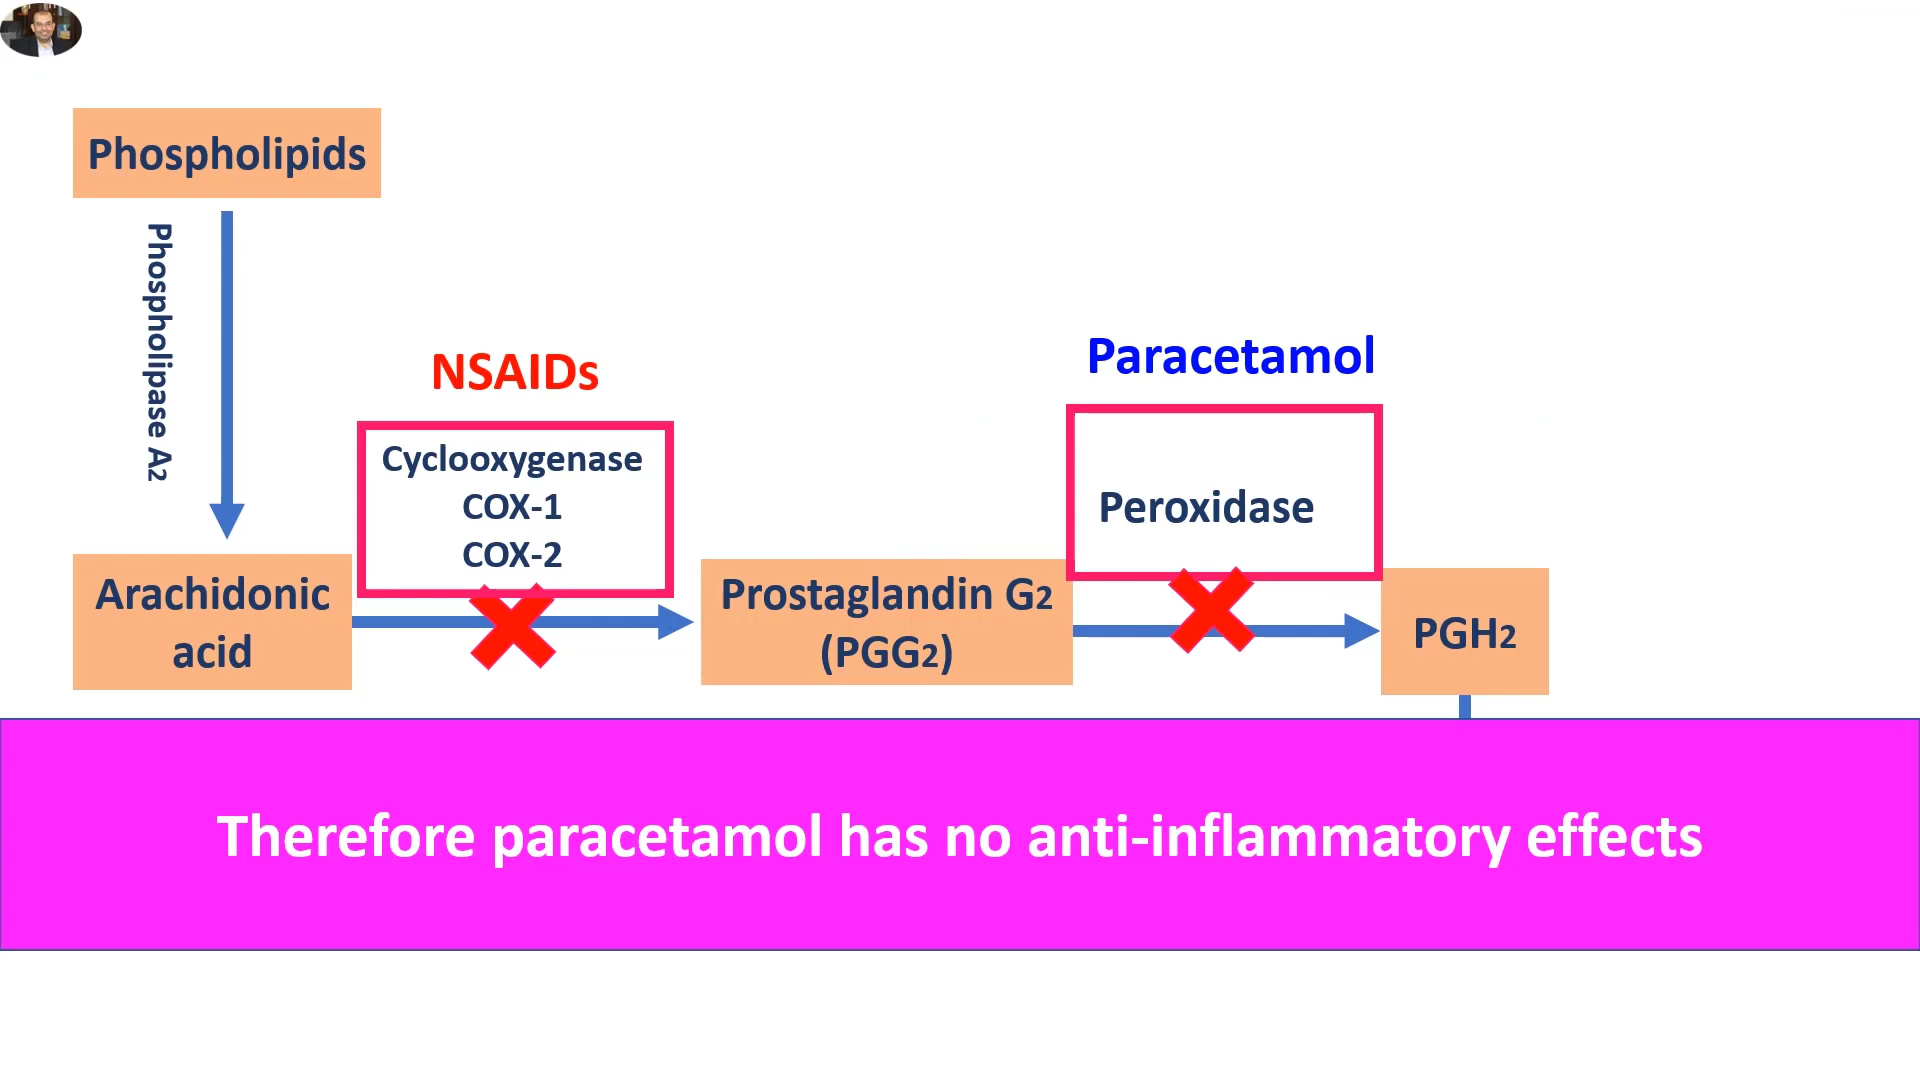 Phospholipids
Phospholipase A2
NSAIDs
Cyclooxygenase
COX-1
COX-2
Paracetamol
Peroxidase
Arachidonic
acid
Prostaglandin G2
(PGG2)
PGH2
Therefore paracetamol has no anti-inflammatory effects